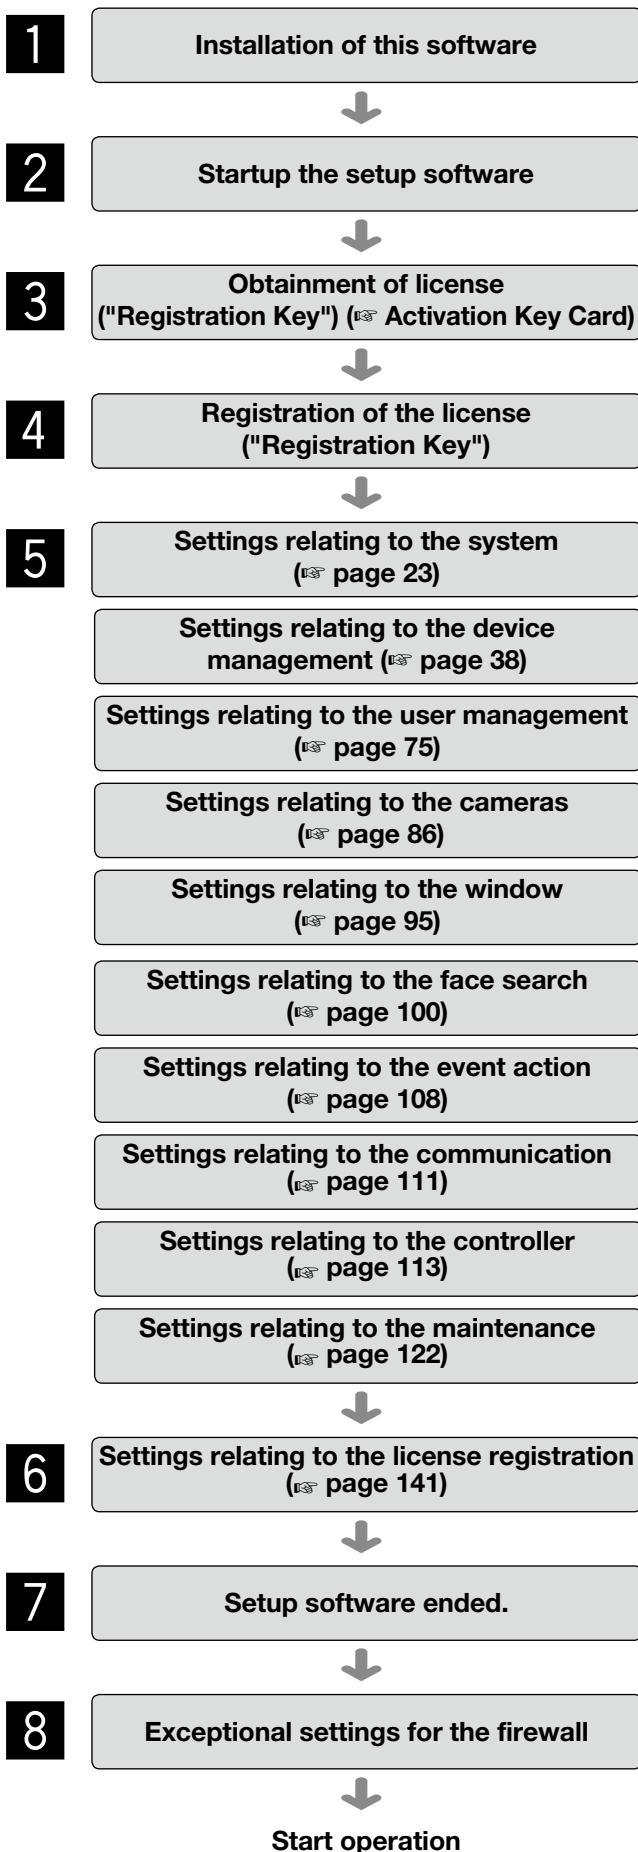 1
Installation of this software
2
Startup the setup software
3
Obtainment of license
("Registration Key") (☞ Activation Key Card)
4
Registration of the license
("Registration Key")
5
Settings relating to the system
(☞ page 23)
Settings relating to the device
management (☞ page 38)
Settings relating to the user management
(☞ page 75)
Settings relating to the cameras
(☞ page 86)
Settings relating to the window
(☞ page 95)
Settings relating to the face search
(☞ page 100)
Settings relating to the event action
(☞ page 108)
Settings relating to the communication
(☞ page 111)
Settings relating to the controller
(☞ page 113)
Settings relating to the maintenance
(☞ page 122)
6
Settings relating to the license registration
(☞ page 141)
7
Setup software ended.
8
Exceptional settings for the firewall
Start operation